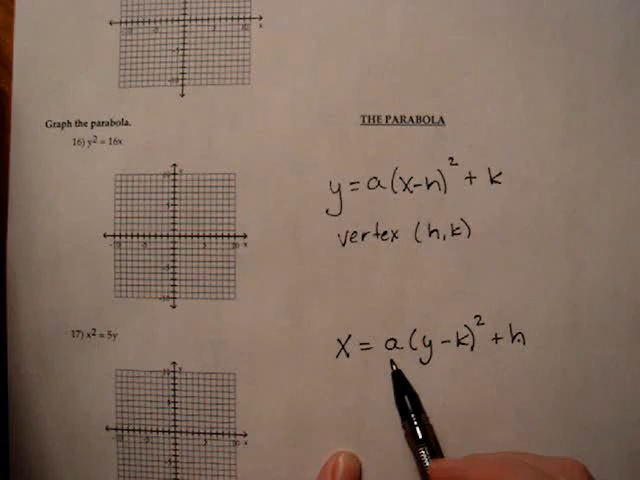 Graph the parabola.
16) y² = 16x
17) x² = 5y
THE PARABOLA
y = a(x-h)² + k
vertex (h,k)
x = a(y-k)² + h